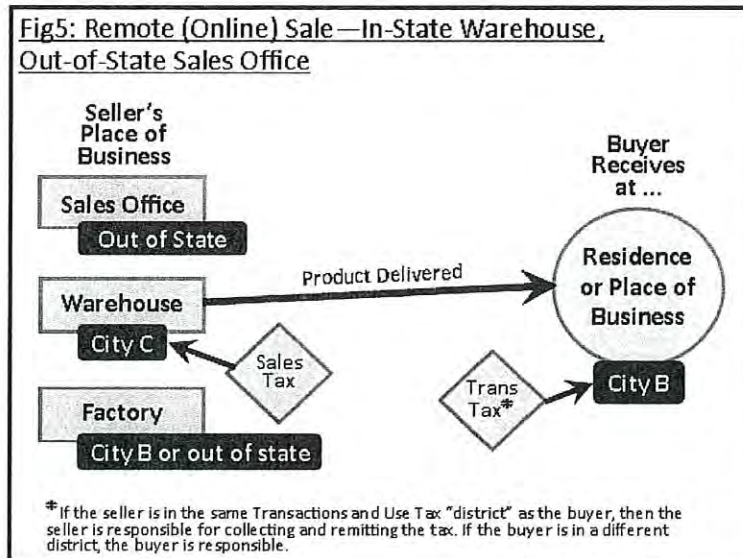 Fig5: Remote (Online) Sale—In-State Warehouse,
Out-of-State Sales Office
Seller's
Place of
Business
Buyer
Receives
at ...
Sales Office
Out of State
Product Delivered
Residence
or Place of
Business
Warehouse
City C
Sales
Tax
Trans
Tax*
City B
Factory
City B or out of state
*If the seller is in the same Transactions and Use Tax "district" as the buyer, then the
seller is responsible for collecting and remitting the tax. If the buyer is in a different
district, the buyer is responsible.